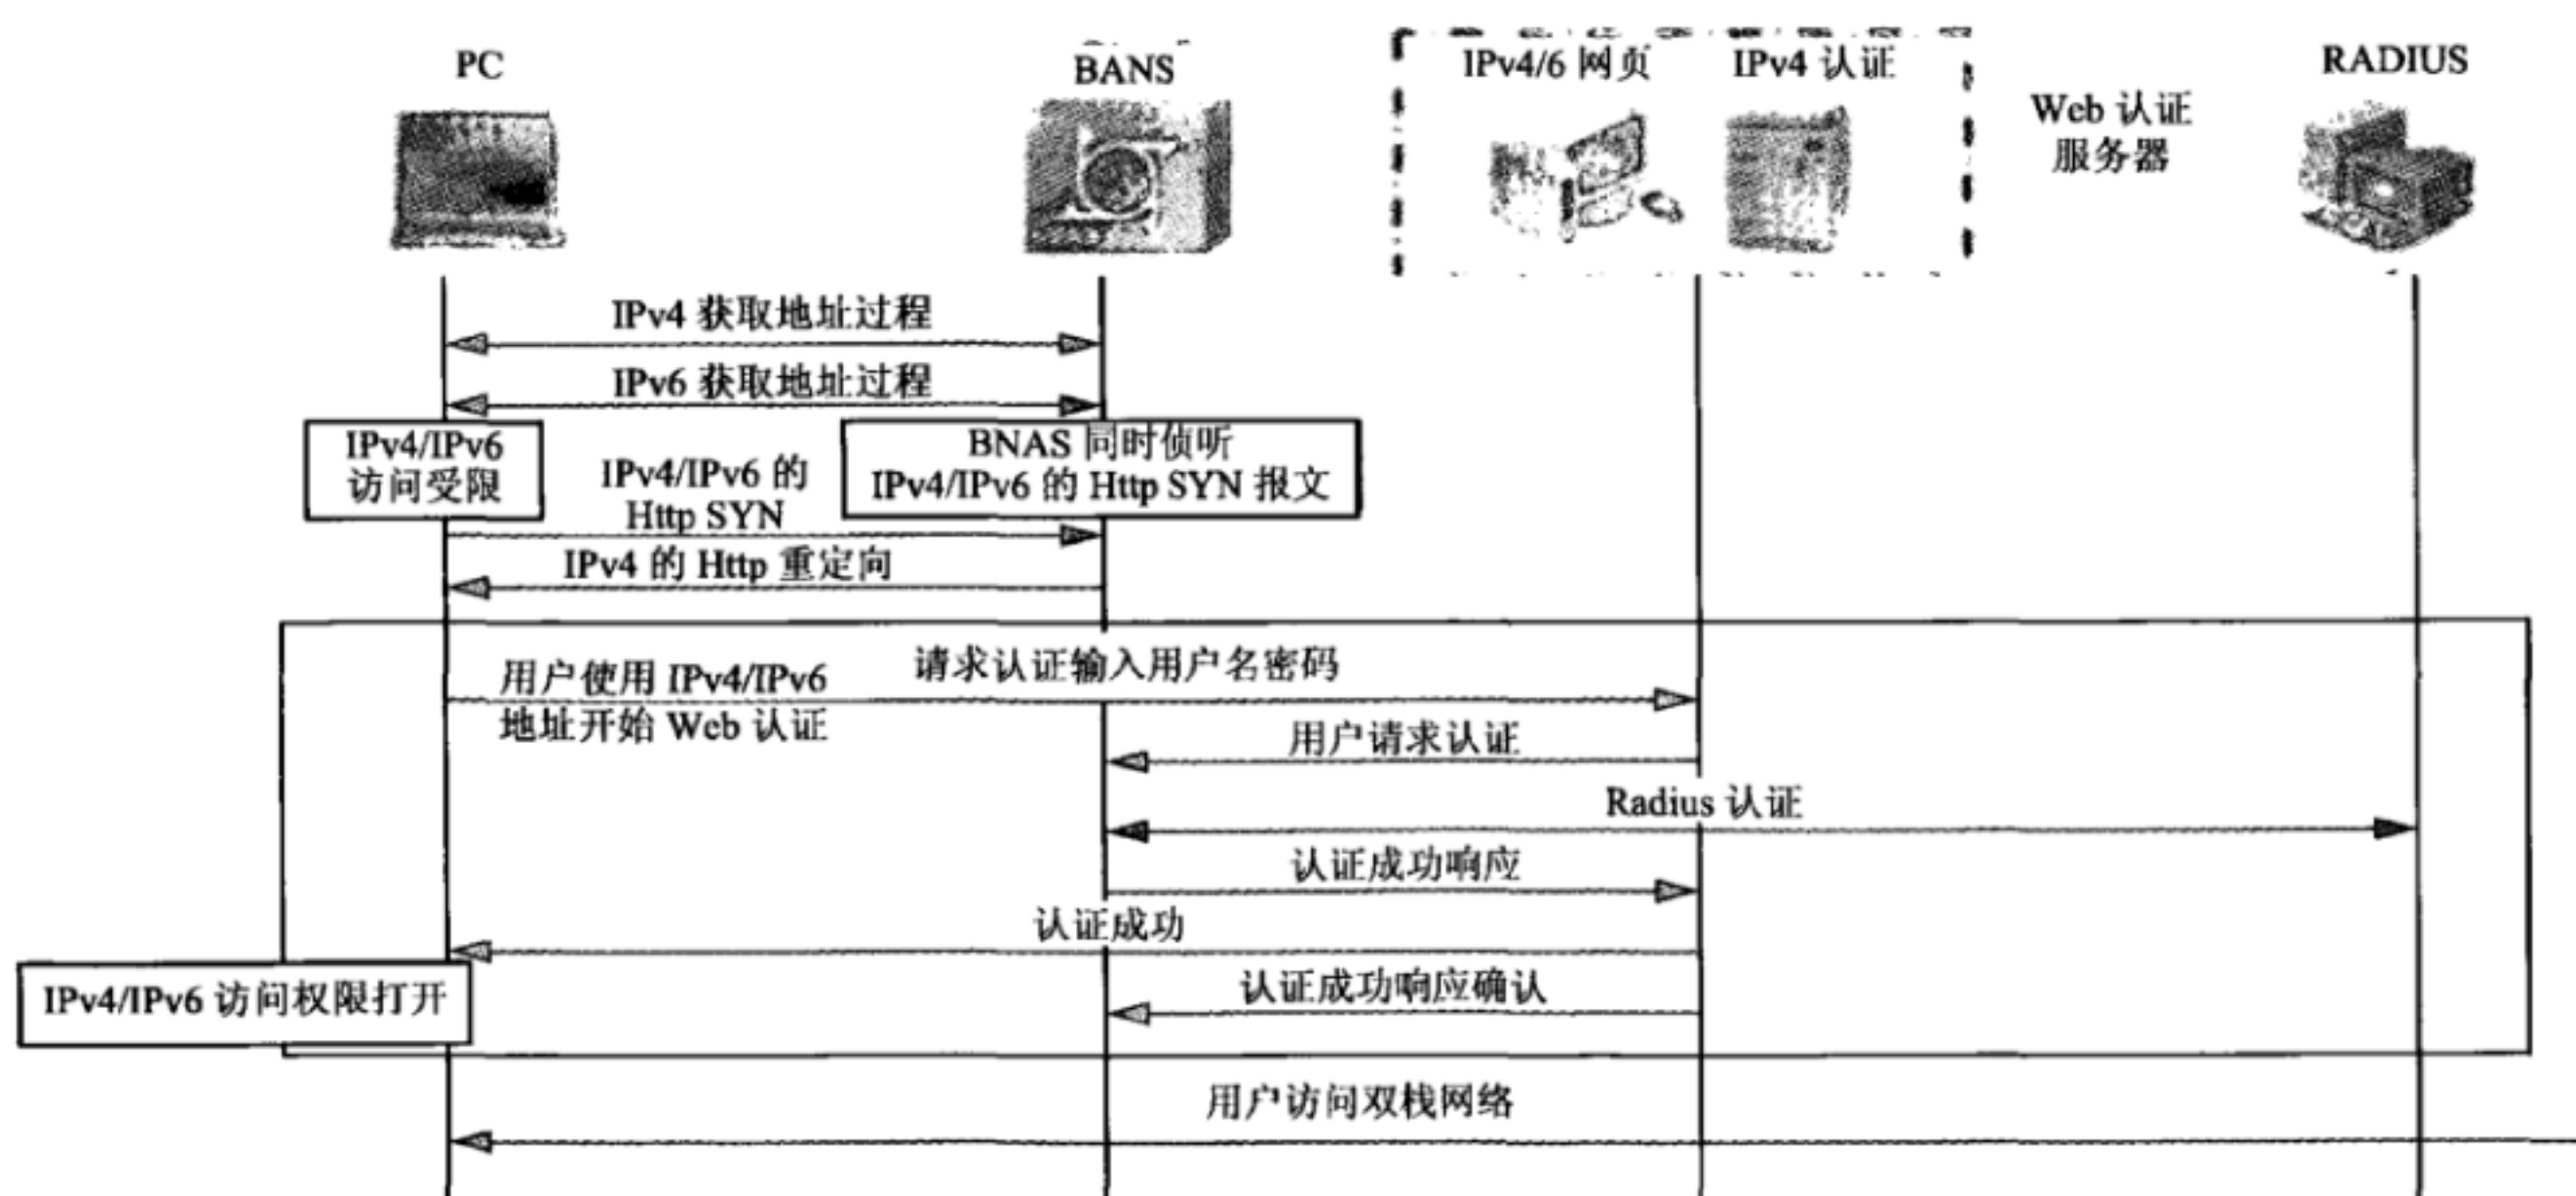 PC
BANS
IPv4/6 网页
IPv4 认证
Web 认证
服务器
RADIUS
IPv4 获取地址过程
IPv6 获取地址过程
IPv4/IPv6
访问受限
IPv4/IPv6 的
Http SYN
BNAS 同时侦听
IPv4/IPv6 的 Http SYN 报文
IPv4 的 Http 重定向
请求认证输入用户名密码
用户使用 IPv4/IPv6
地址开始 Web 认证
用户请求认证
Radius 认证
认证成功响应
认证成功
IPv4/IPv6 访问权限打开
认证成功响应确认
用户访问双栈网络